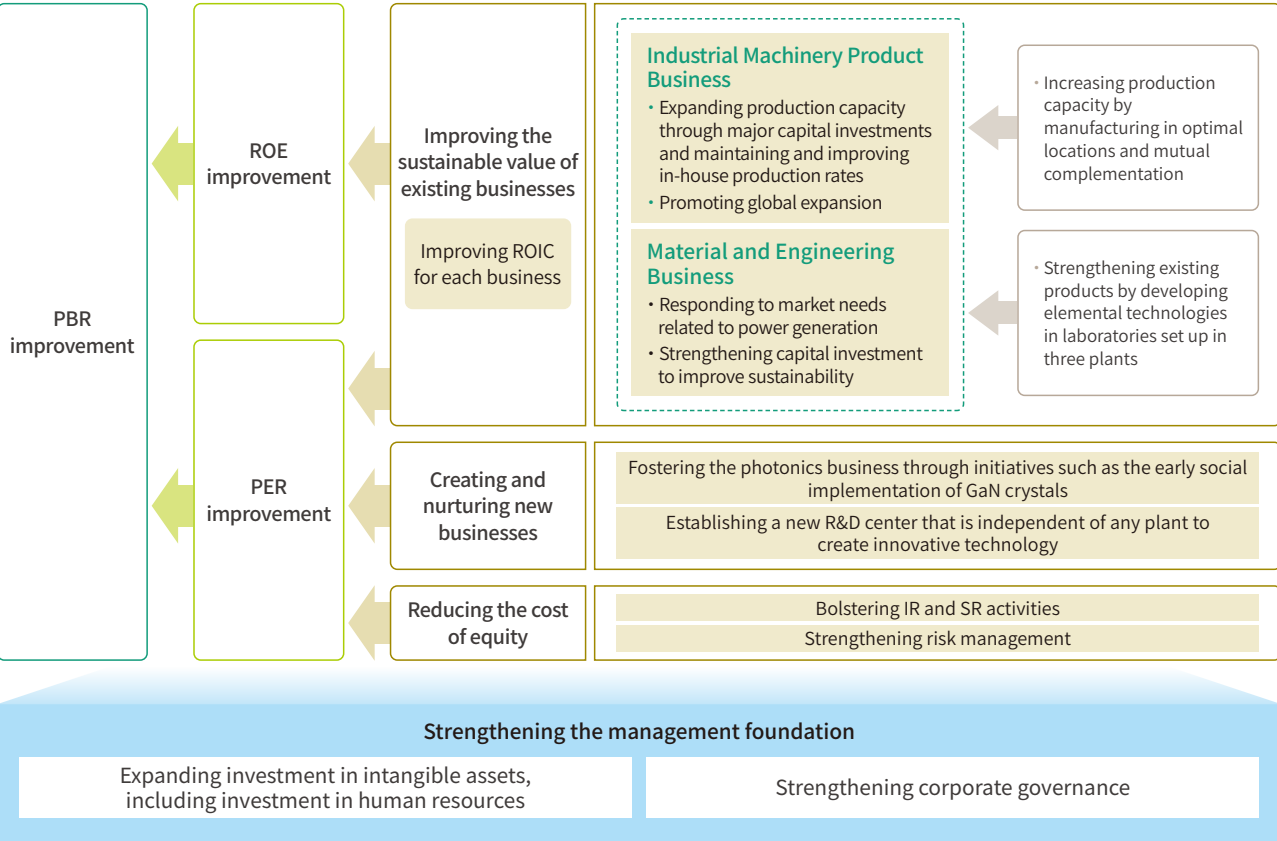 PBR
improvement
ROE
improvement
PER
improvement
Improving the
sustainable value of
existing businesses
Improving ROIC
for each business
Industrial Machinery Product
Business
・Expanding production capacity
through major capital investments
and maintaining and improving
in-house production rates
・Promoting global expansion
Material and Engineering
Business
・Responding to market needs
related to power generation
・Strengthening capital investment
to improve sustainability
・Increasing production
capacity by
manufacturing in optimal
locations and mutual
complementation
・Strengthening existing
products by developing
elemental technologies
in laboratories set up in
three plants
Creating and
nurturing new
businesses
Fostering the photonics business through initiatives such as the early social
implementation of GaN crystals
Establishing a new R&D center that is independent of any plant to
create innovative technology
Reducing the cost
of equity
Bolstering IR and SR activities
Strengthening risk management
Strengthening the management foundation
Expanding investment in intangible assets,
including investment in human resources
Strengthening corporate governance